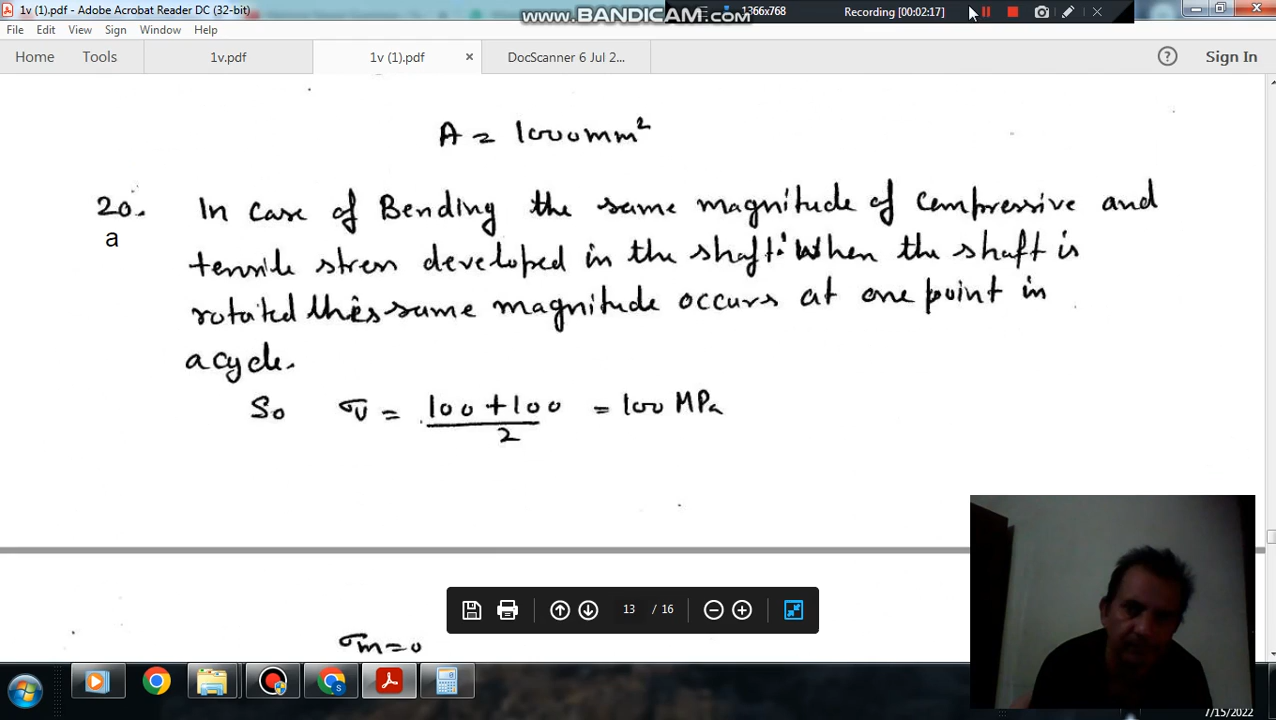 1v (1).pdf - Adobe Acrobat Reader DC (32-bit)
www.BANDICAM.com
1366x768
Recording [00:02:17]
File Edit View Sign Window Help
Home Tools 1v.pdf 1v (1).pdf × DocScanner 6 Jul 2... ? Sign In
A = 1000mm²
20. In case of Bending the same magnitude of compressive and
a
tensile stress developed in the shaft. When the shaft is
rotated this same magnitude occurs at one point in
a cycle.
So σv = (100 + 100)/2 = 100 MPa
13 / 16
σm = 0
7/15/2022